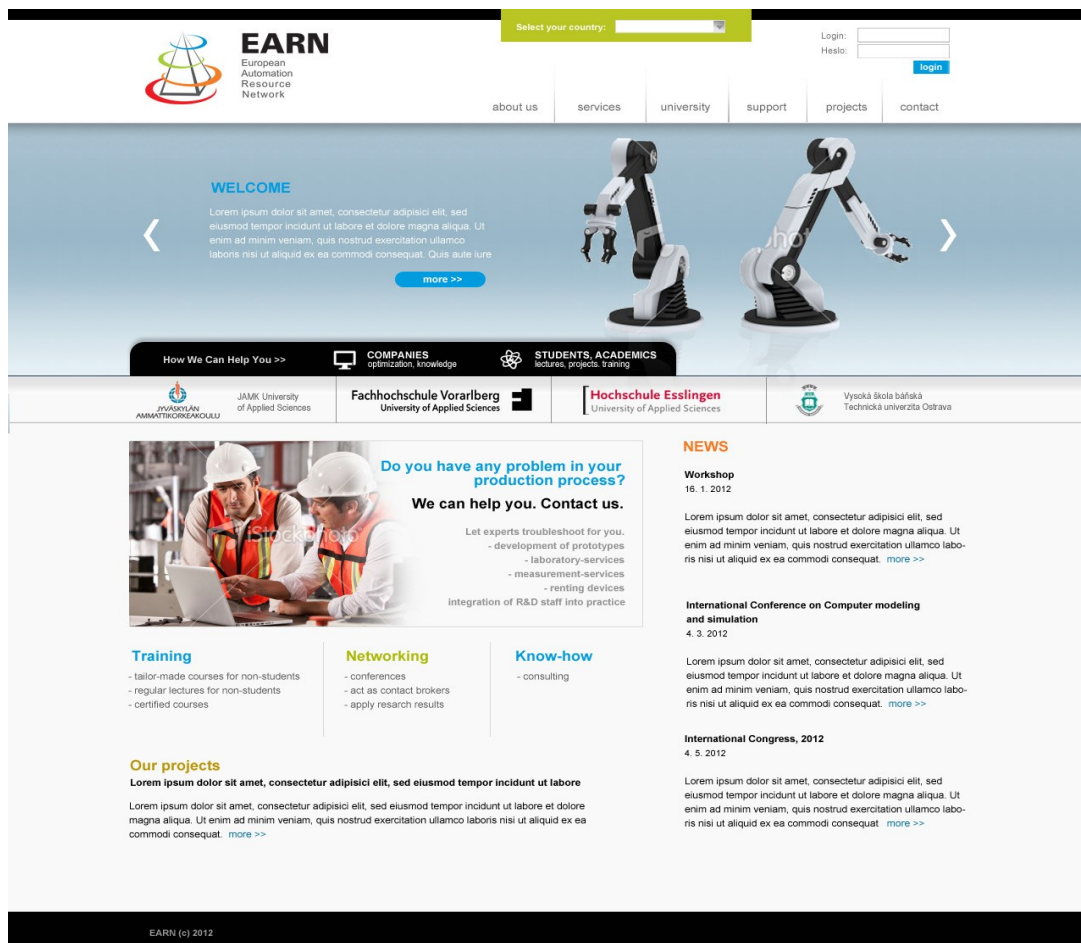 Select your country:
Login:
Heslo:
login
EARN
European
Automation
Resource
Network
about us
services
university
support
projects
contact
WELCOME
Lorem ipsum dolor sit amet, consectetur adipisici elit, sed
eiusmod tempor incidunt ut labore et dolore magna aliqua. Ut
enim ad minim veniam, quis nostrud exercitation ullamco
laboris nisi ut aliquid ex ea commodi consequat. Quis aute iure
more >>
How We Can Help You >>
COMPANIES
optimization, knowledge
STUDENTS, ACADEMICS
lectures, projects. training
JYVÄSKYLÄN
AMMATTIKORKEAKOULU
JAMK University
of Applied Sciences
Fachhochschule Vorarlberg
University of Applied Sciences
Hochschule Esslingen
University of Applied Sciences
Vysoká škola báňská
Technická univerzita Ostrava
Do you have any problem in your
production process?
We can help you. Contact us.
Let experts troubleshoot for you.
- development of prototypes
- laboratory-services
- measurement-services
- renting devices
integration of R&D staff into practice
iStockphoto
Training
- tailor-made courses for non-students
- regular lectures for non-students
- certified courses
Networking
- conferences
- act as contact brokers
- apply resarch results
Know-how
- consulting
Our projects
Lorem ipsum dolor sit amet, consectetur adipisici elit, sed eiusmod tempor incidunt ut labore
Lorem ipsum dolor sit amet, consectetur adipisici elit, sed eiusmod tempor incidunt ut labore et dolore
magna aliqua. Ut enim ad minim veniam, quis nostrud exercitation ullamco laboris nisi ut aliquid ex ea
commodi consequat. more >>
NEWS
Workshop
16. 1. 2012
Lorem ipsum dolor sit amet, consectetur adipisici elit, sed
eiusmod tempor incidunt ut labore et dolore magna aliqua. Ut
enim ad minim veniam, quis nostrud exercitation ullamco labo-
ris nisi ut aliquid ex ea commodi consequat. more >>
International Conference on Computer modeling
and simulation
4. 3. 2012
Lorem ipsum dolor sit amet, consectetur adipisici elit, sed
eiusmod tempor incidunt ut labore et dolore magna aliqua. Ut
enim ad minim veniam, quis nostrud exercitation ullamco labo-
ris nisi ut aliquid ex ea commodi consequat. more >>
International Congress, 2012
4. 5. 2012
Lorem ipsum dolor sit amet, consectetur adipisici elit, sed
eiusmod tempor incidunt ut labore et dolore magna aliqua. Ut
enim ad minim veniam, quis nostrud exercitation ullamco labo-
ris nisi ut aliquid ex ea commodi consequat more >>
EARN (c) 2012